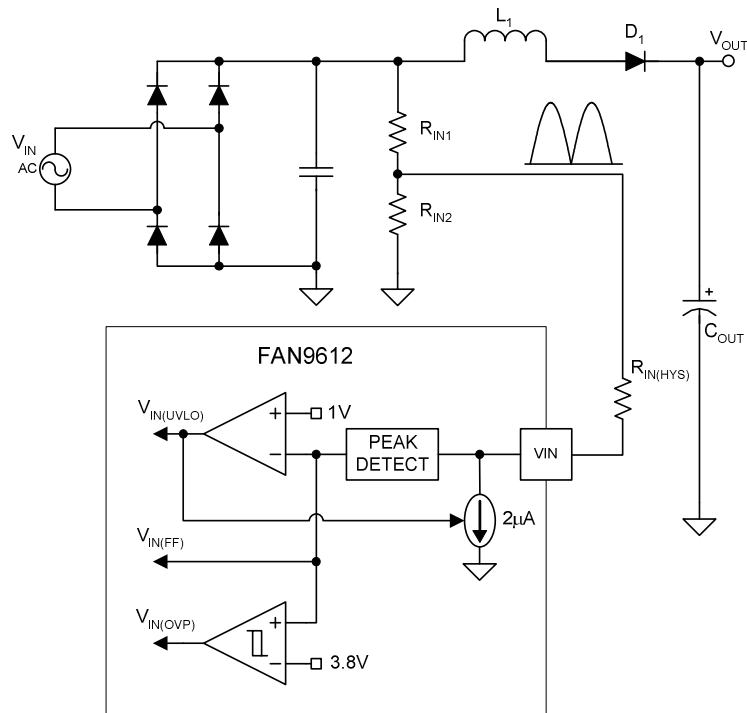 L1
D1
VOUT
VIN
AC
RIN1
RIN2
+
COUT
RIN(HYS)
FAN9612
VIN(UVLO)
+
1V
−
PEAK
DETECT
VIN
2μA
VIN(FF)
VIN(OVP)
+
−
3.8V